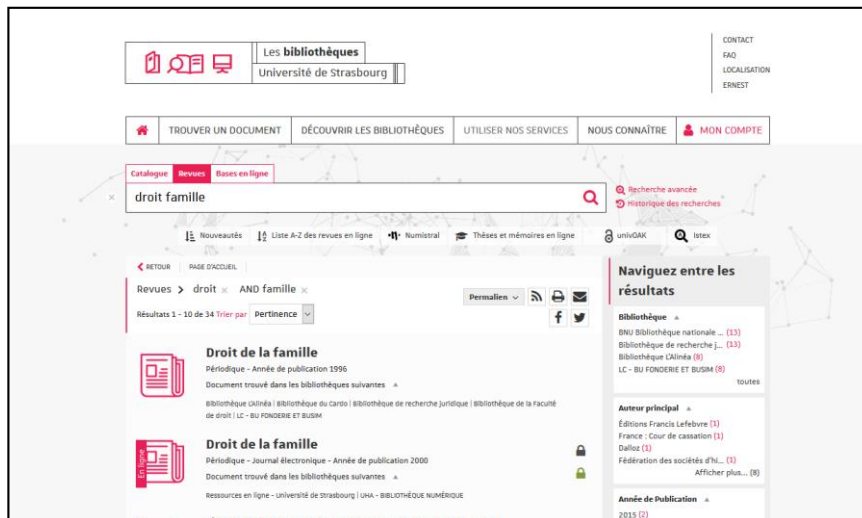 Les bibliothèques
Université de Strasbourg
CONTACT
FAQ
LOCALISATION
ERNEST
TROUVER UN DOCUMENT
DÉCOUVRIR LES BIBLIOTHÈQUES
UTILISER NOS SERVICES
NOUS CONNAÎTRE
MON COMPTE
Catalogue Revues Bases en ligne
droit famille
Recherche avancée
Historique des recherches
Nouveautés
Liste A-Z des revues en ligne
Numistral
Thèses et mémoires en ligne
univOAK
Istex
RETOUR
PAGE D'ACCUEIL
Revues > droit × AND famille ×
Résultats 1 - 10 de 34 Trier par Pertinence
Permalien
Droit de la famille
Périodique - Année de publication 1996
Document trouvé dans les bibliothèques suivantes
Bibliothèque L'Alinéa | Bibliothèque du Cardo | Bibliothèque de recherche juridique | Bibliothèque de la Faculté
de droit | LC - BU FONDERIE ET BUSIM
En ligne
Droit de la famille
Périodique - Journal électronique - Année de publication 2000
Document trouvé dans les bibliothèques suivantes
Ressources en ligne - Université de Strasbourg | UHA - BIBLIOTHÈQUE NUMÉRIQUE
Naviguez entre les
résultats
Bibliothèque
BNU Bibliothèque nationale ... (13)
Bibliothèque de recherche j... (13)
Bibliothèque L'Alinéa (8)
LC - BU FONDERIE ET BUSIM (8)
toutes
Auteur principal
Éditions Francis Lefebvre (1)
France : Cour de cassation (1)
Dalloz (1)
Fédération des sociétés d'hi... (1)
Afficher plus... (8)
Année de Publication
2015 (2)